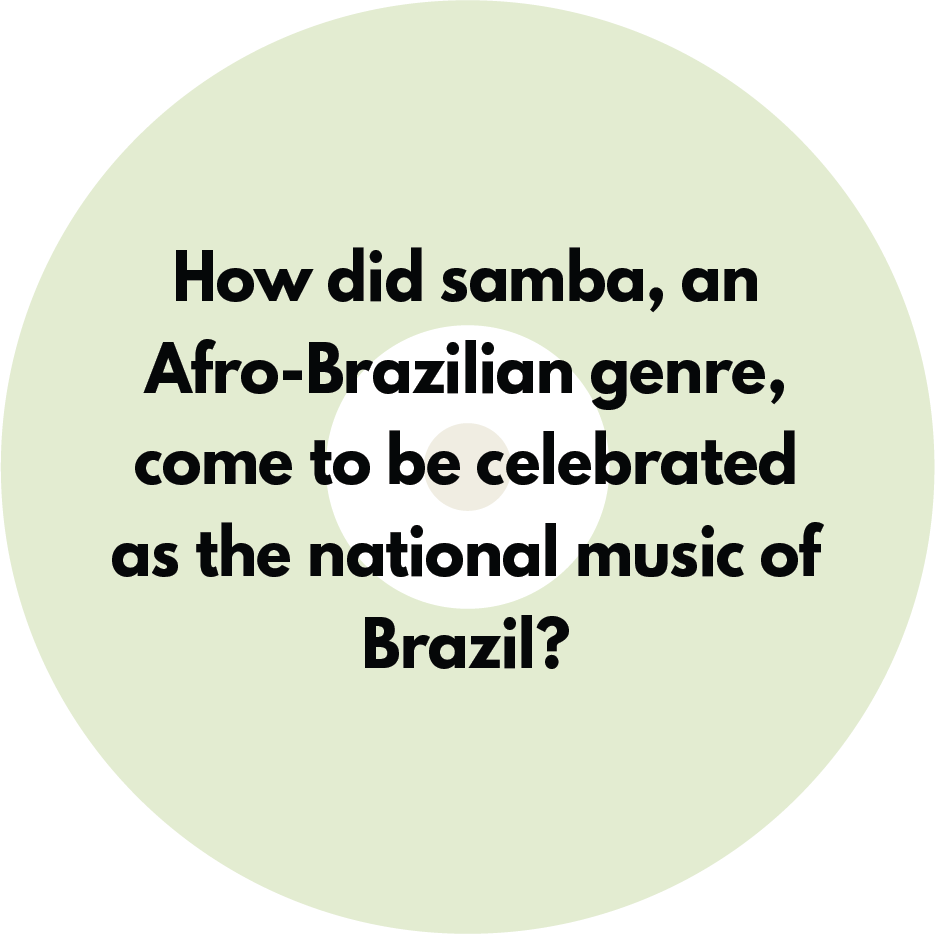 How did samba, an
Afro-Brazilian genre,
come to be celebrated
as the national music of
Brazil?